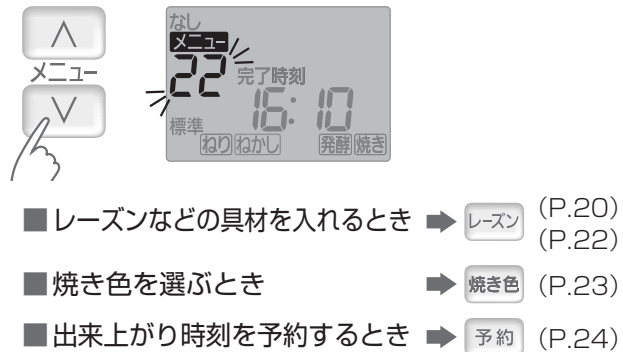 なし
メニュー
メニュー
22 完了時刻
16:10
標準
ねり ねかし 発酵 焼き
■レーズンなどの具材を入れるとき ➡ レーズン (P.20)
(P.22)
■焼き色を選ぶとき ➡ 焼き色 (P.23)
■出来上がり時刻を予約するとき ➡ 予約 (P.24)